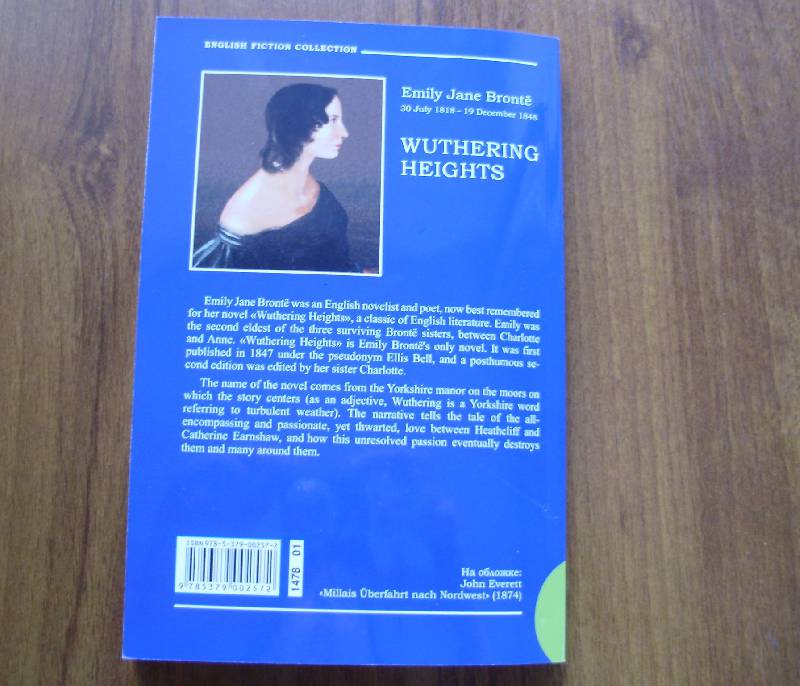 ENGLISH FICTION COLLECTION
Emily Jane Brontë
30 July 1818 – 19 December 1848
WUTHERING
HEIGHTS
Emily Jane Brontë was an English novelist and poet, now best remembered
for her novel «Wuthering Heights», a classic of English literature. Emily was
the second eldest of the three surviving Brontë sisters, between Charlotte
and Anne. «Wuthering Heights» is Emily Brontë's only novel. It was first
published in 1847 under the pseudonym Ellis Bell, and a posthumous se-
cond edition was edited by her sister Charlotte.
The name of the novel comes from the Yorkshire manor on the moors on
which the story centers (as an adjective, Wuthering is a Yorkshire word
referring to turbulent weather). The narrative tells the tale of the all-
encompassing and passionate, yet thwarted, love between Heathcliff and
Catherine Earnshaw, and how this unresolved passion eventually destroys
them and many around them.
ISBN 978-5-379-00257-2
9 785379 002572
1478 01
На обложке:
John Everett
«Millais Überfahrt nach Nordwest» (1874)